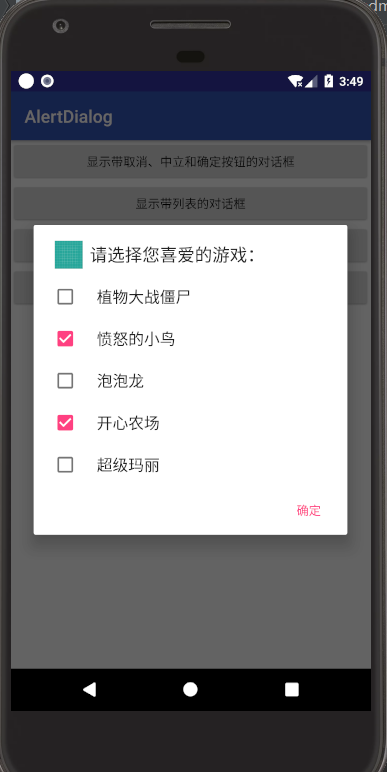 dm
3:49
AlertDialog
显示带取消、中立和确定按钮的对话框
显示带列表的对话框
请选择您喜爱的游戏：
植物大战僵尸
愤怒的小鸟
泡泡龙
开心农场
超级玛丽
确定